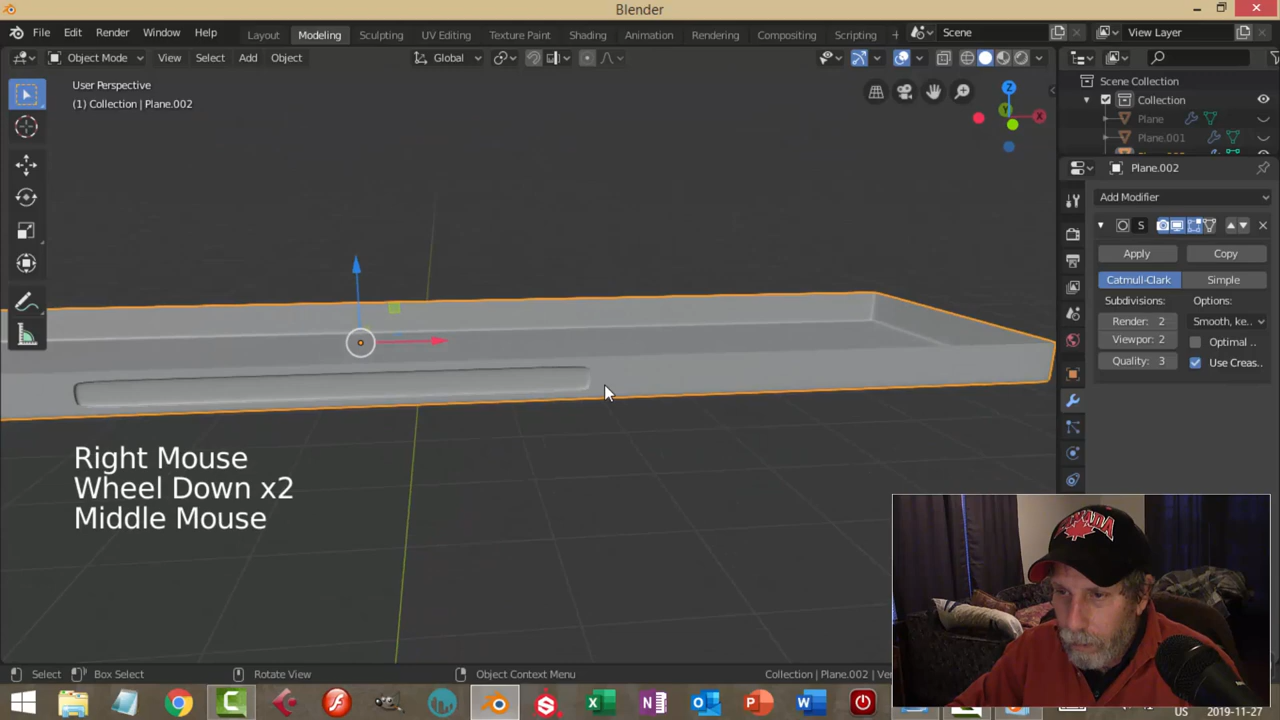 Blender
File Edit Render Window Help
Layout Modeling Sculpting UV Editing Texture Paint Shading Animation Rendering Compositing Scripting + Scene View Layer
Object Mode View Select Add Object Global
User Perspective
(1) Collection | Plane.002
Scene Collection
Collection
Plane
Plane.001
Plane.002
Add Modifier
S
Apply Copy
Catmull-Clark Simple
Subdivisions: Options:
Render: 2 Smooth, ke..
Viewpor: 2 Optimal ..
Quality: 3 Use Creas..
Z
Y
X
Right Mouse
Wheel Down x2
Middle Mouse
CANADA
Select Box Select Rotate View Object Context Menu Collection | Plane.002 | Ver
US 2019-11-27